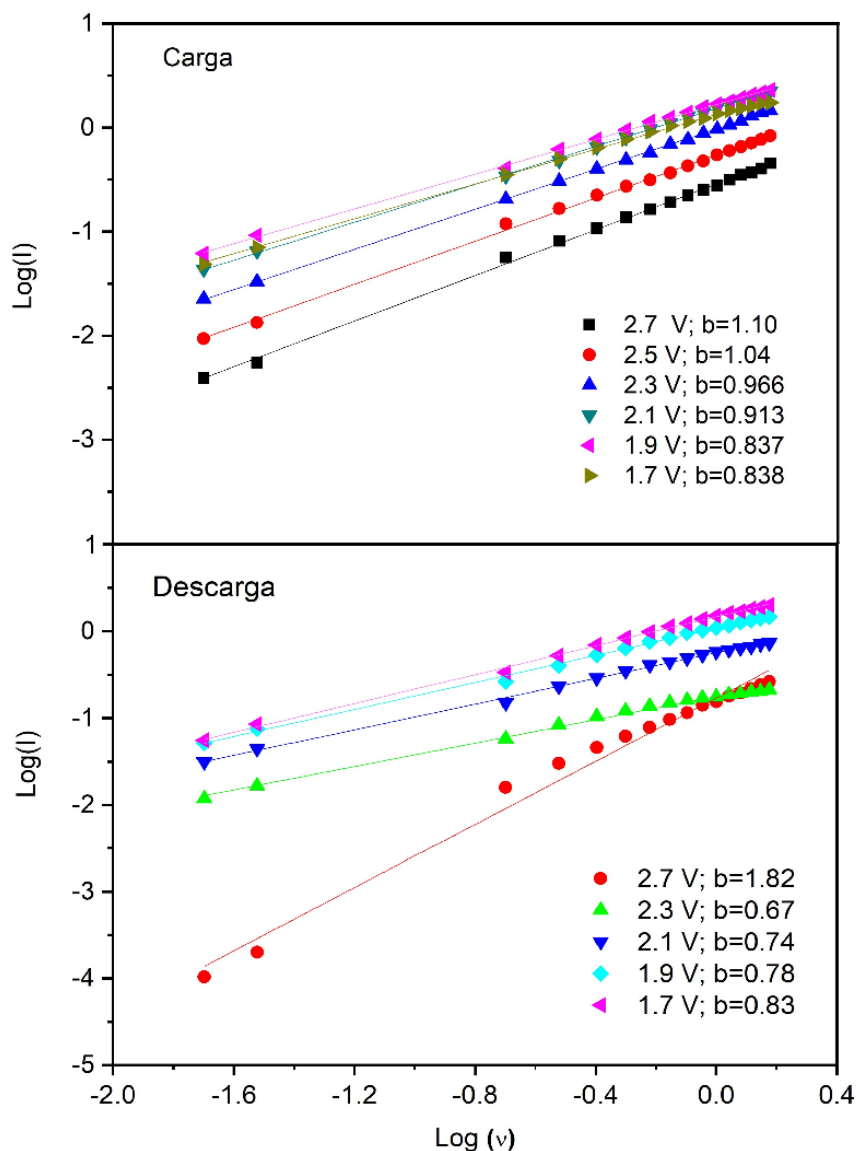 1
Carga
0
-1
Log(I)
-2
-3
2.7  V; b=1.10
2.5 V; b=1.04
2.3 V; b=0.966
2.1 V; b=0.913
1.9 V; b=0.837
1.7 V; b=0.838
1
Descarga
0
-1
Log(I)
-2
-3
-4
-5
2.7 V; b=1.82
2.3 V; b=0.67
2.1 V; b=0.74
1.9 V; b=0.78
1.7 V; b=0.83
-2.0 -1.6 -1.2 -0.8 -0.4 0.0 0.4
Log (ν)